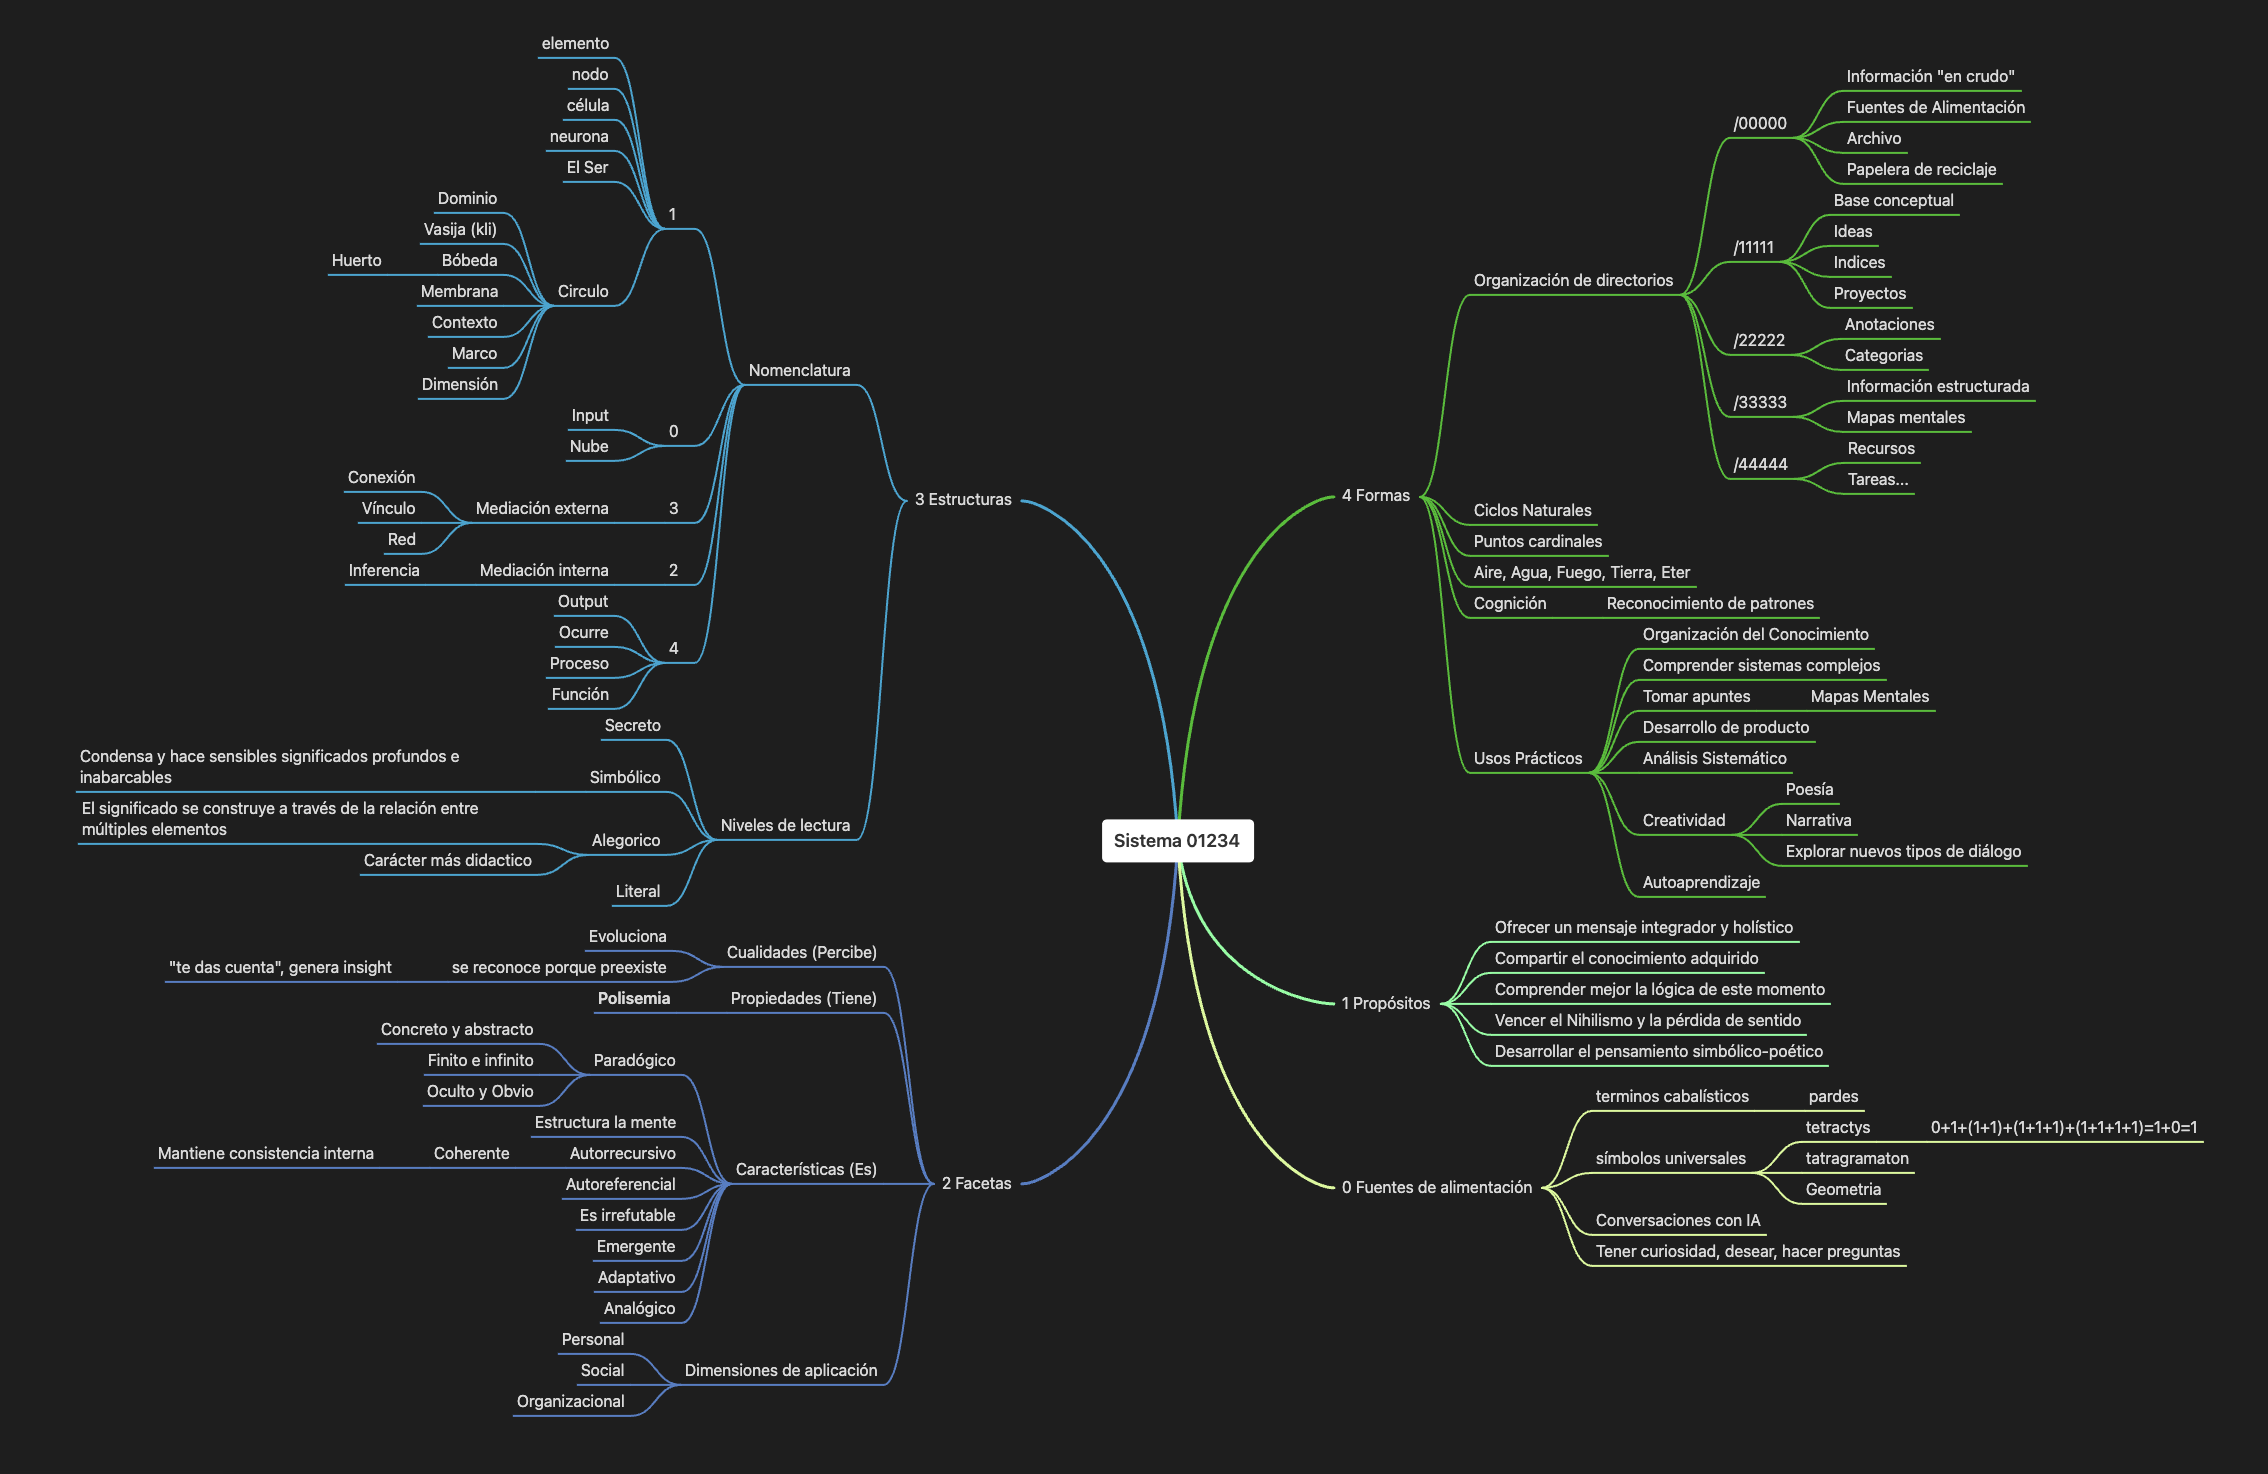 Sistema 01234
4 Formas
Organización de directorios
/00000
Información "en crudo"
Fuentes de Alimentación
Archivo
Papelera de reciclaje
/11111
Base conceptual
Ideas
Indices
Proyectos
/22222
Anotaciones
Categorias
/33333
Información estructurada
Mapas mentales
/44444
Recursos
Tareas...
Ciclos Naturales
Puntos cardinales
Aire, Agua, Fuego, Tierra, Eter
Cognición
Reconocimiento de patrones
Usos Prácticos
Organización del Conocimiento
Comprender sistemas complejos
Tomar apuntes
Mapas Mentales
Desarrollo de producto
Análisis Sistemático
Creatividad
Poesía
Narrativa
Explorar nuevos tipos de diálogo
Autoaprendizaje
1 Propósitos
Ofrecer un mensaje integrador y holístico
Compartir el conocimiento adquirido
Comprender mejor la lógica de este momento
Vencer el Nihilismo y la pérdida de sentido
Desarrollar el pensamiento simbólico-poético
0 Fuentes de alimentación
terminos cabalísticos
pardes
símbolos universales
tetractys
0+1+(1+1)+(1+1+1)+(1+1+1+1)=1+0=1
tatragramaton
Geometria
Conversaciones con IA
Tener curiosidad, desear, hacer preguntas
3 Estructuras
Nomenclatura
1
elemento
nodo
célula
neurona
El Ser
Circulo
Dominio
Vasija (kli)
Bóbeda
Huerto
Membrana
Contexto
Marco
Dimensión
0
Input
Nube
3
Mediación externa
Conexión
Vínculo
Red
2
Mediación interna
Inferencia
4
Output
Ocurre
Proceso
Función
Niveles de lectura
Secreto
Simbólico
Condensa y hace sensibles significados profundos e
inabarcables
Alegorico
El significado se construye a través de la relación entre
múltiples elementos
Carácter más didactico
Literal
2 Facetas
Cualidades (Percibe)
Evoluciona
se reconoce porque preexiste
"te das cuenta", genera insight
Propiedades (Tiene)
Polisemia
Características (Es)
Paradógico
Concreto y abstracto
Finito e infinito
Oculto y Obvio
Estructura la mente
Autorrecursivo
Coherente
Mantiene consistencia interna
Autoreferencial
Es irrefutable
Emergente
Adaptativo
Analógico
Dimensiones de aplicación
Personal
Social
Organizacional